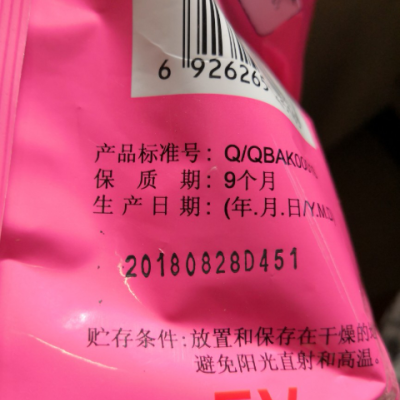 6 926265
产品标准号: Q/QBAK00
保 质 期: 9个月
生产日期: (年.月.日/Y.M.D
20180828D451
贮存条件: 放置和保存在干燥的
避免阳光直射和高温。